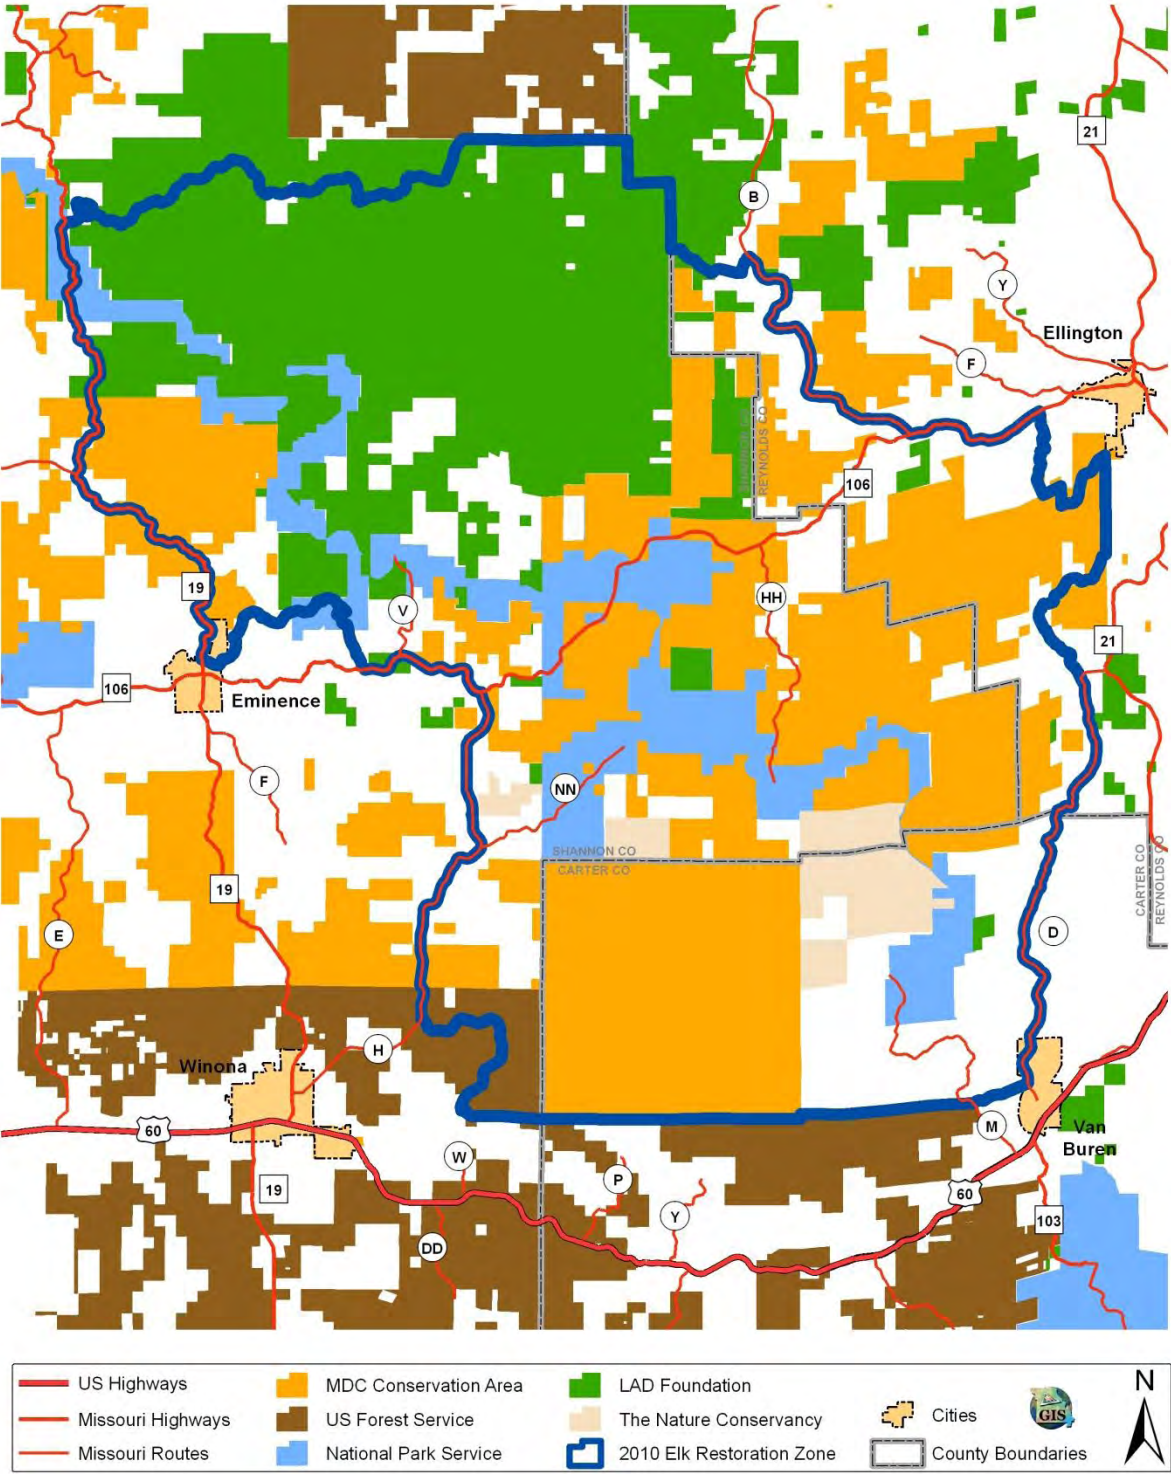 B
21
Y
Ellington
F
SHANNON CO
REYNOLDS CO
106
19
HH
V
21
106
Eminence
F
NN
SHANNON CO
CARTER CO
CARTER CO
REYNOLDS CO
19
E
D
H
Winona
60
M
Van
Buren
W
P
19
60
Y
103
DD
US Highways
MDC Conservation Area
LAD Foundation
N
Missouri Highways
US Forest Service
The Nature Conservancy
Cities
GIS
Missouri Routes
National Park Service
2010 Elk Restoration Zone
County Boundaries